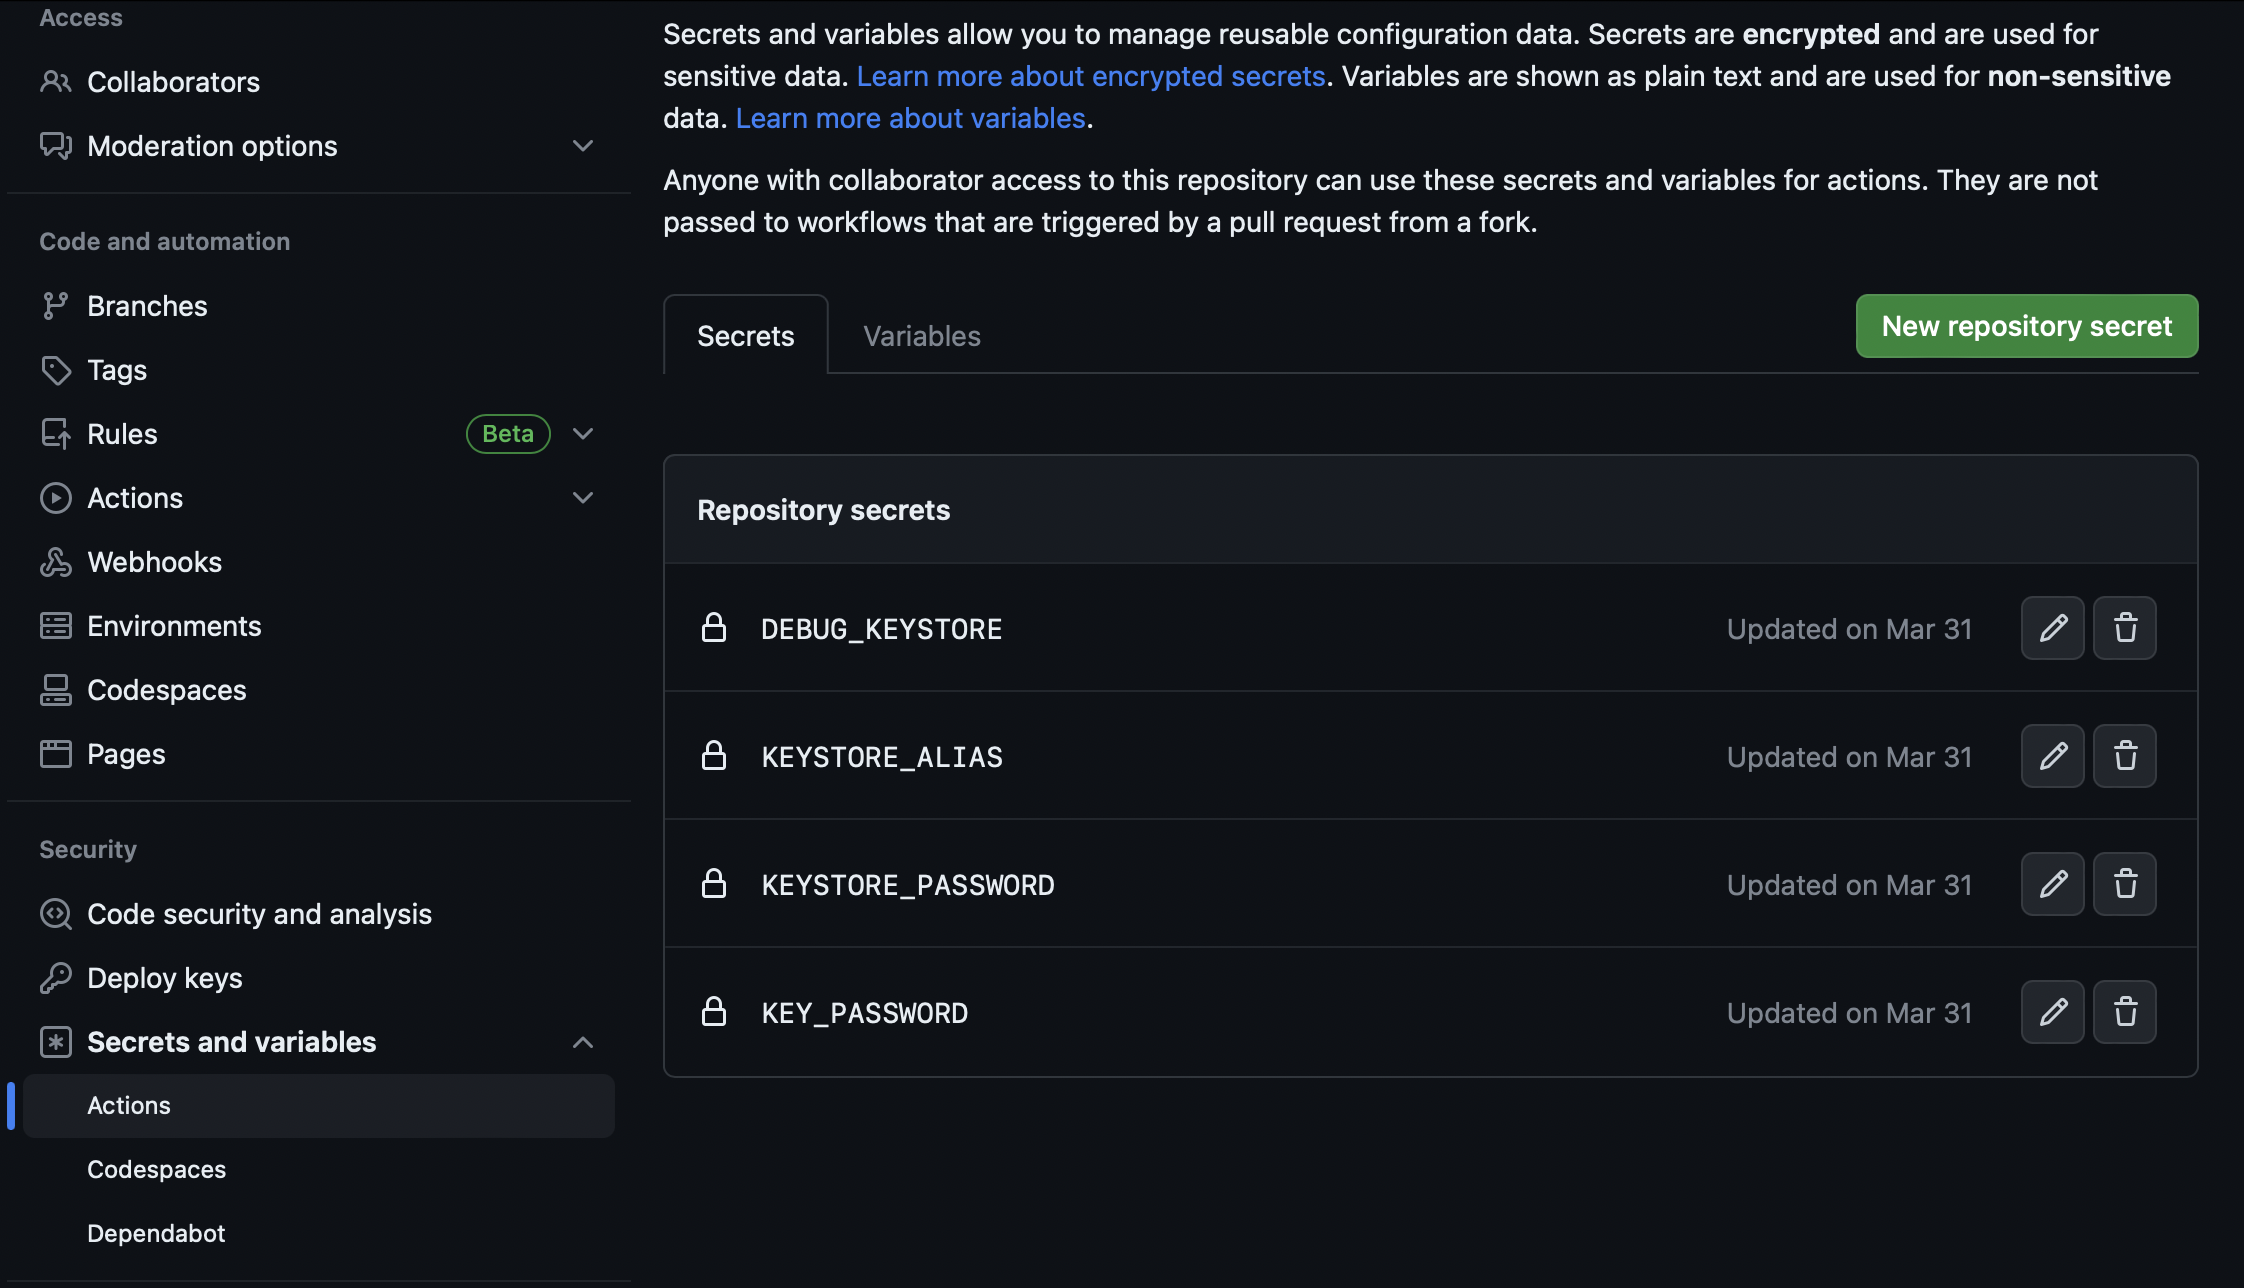 Access
Collaborators
Moderation options
Code and automation
Branches
Tags
Rules Beta
Actions
Webhooks
Environments
Codespaces
Pages
Security
Code security and analysis
Deploy keys
Secrets and variables
Actions
Codespaces
Dependabot
Secrets and variables allow you to manage reusable configuration data. Secrets are encrypted and are used for
sensitive data. Learn more about encrypted secrets. Variables are shown as plain text and are used for non-sensitive
data. Learn more about variables.
Anyone with collaborator access to this repository can use these secrets and variables for actions. They are not
passed to workflows that are triggered by a pull request from a fork.
Secrets Variables New repository secret
Repository secrets
DEBUG_KEYSTORE Updated on Mar 31
KEYSTORE_ALIAS Updated on Mar 31
KEYSTORE_PASSWORD Updated on Mar 31
KEY_PASSWORD Updated on Mar 31